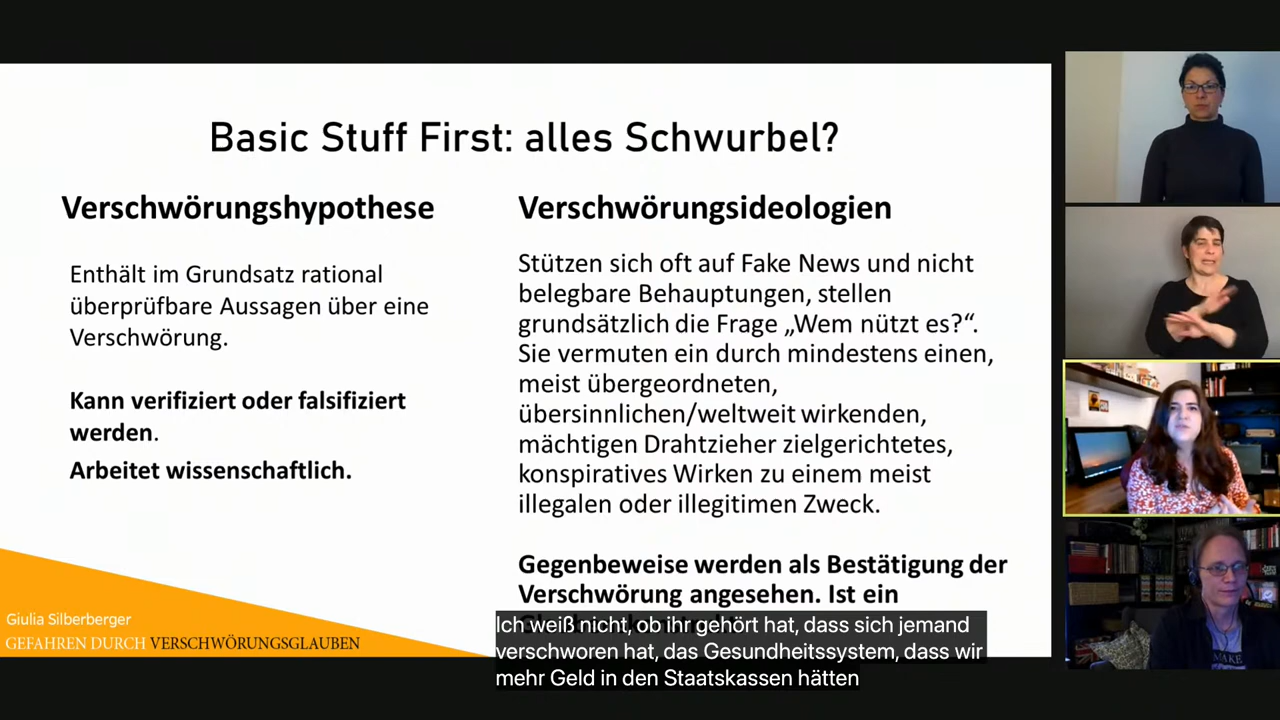 Basic Stuff First: alles Schwurbel?
Verschwörungshypothese
Enthält im Grundsatz rational
überprüfbare Aussagen über eine
Verschwörung.
Kann verifiziert oder falsifiziert
werden.
Arbeitet wissenschaftlich.
Verschwörungsideologien
Stützen sich oft auf Fake News und nicht
belegbare Behauptungen, stellen
grundsätzlich die Frage „Wem nützt es?“.
Sie vermuten ein durch mindestens einen,
meist übergeordneten,
übersinnlichen/weltweit wirkenden,
mächtigen Drahtzieher zielgerichtetes,
konspiratives Wirken zu einem meist
illegalen oder illegitimen Zweck.
Gegenbeweise werden als Bestätigung der
Verschwörung angesehen. Ist ein
Giulia Silberberger
GEFAHREN DURCH VERSCHWÖRUNGSGLAUBEN
Ich weiß nicht, ob ihr gehört hat, dass sich jemand
verschworen hat, das Gesundheitssystem, dass wir
mehr Geld in den Staatskassen hätten
MAKE